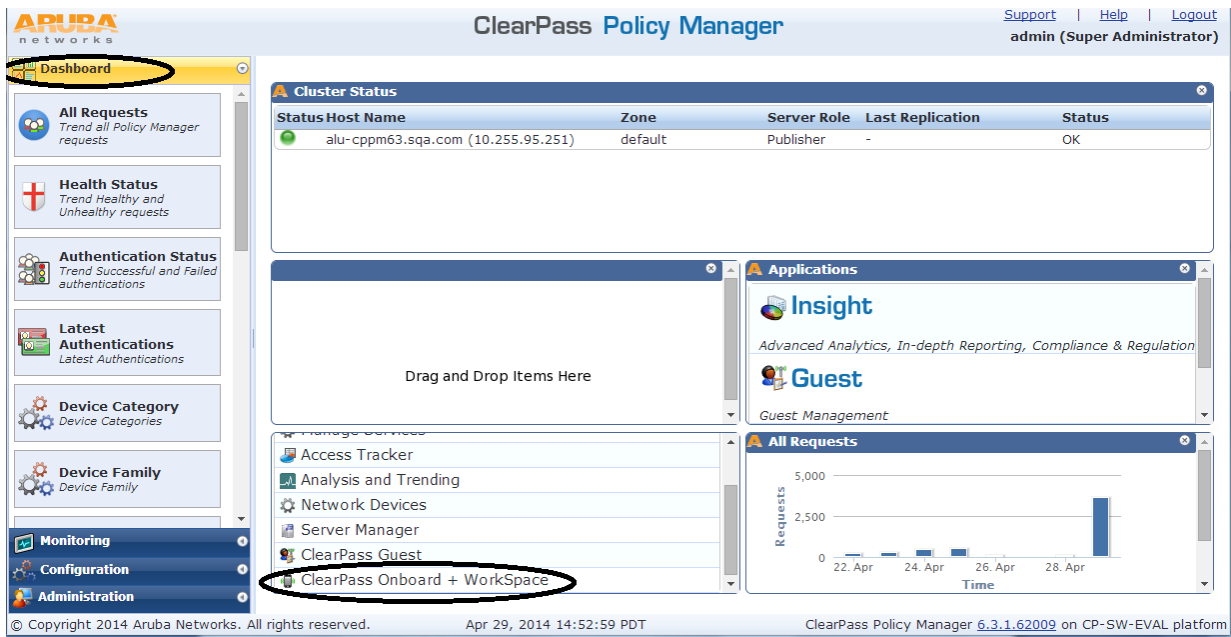 ARUBA
networks
ClearPass Policy Manager
Support | Help | Logout
admin (Super Administrator)
Dashboard
All Requests
Trend all Policy Manager
requests
Health Status
Trend Healthy and
Unhealthy requests
Authentication Status
Trend Successful and Failed
authentications
Latest
Authentications
Latest Authentications
Device Category
Device Categories
Device Family
Device Family
Monitoring
Configuration
Administration
Cluster Status
Status Host Name Zone Server Role Last Replication Status
alu-cppm63.sqa.com (10.255.95.251) default Publisher - OK
Drag and Drop Items Here
Applications
Insight
Advanced Analytics, In-depth Reporting, Compliance & Regulation
Guest
Guest Management
Manage Services
Access Tracker
Analysis and Trending
Network Devices
Server Manager
ClearPass Guest
ClearPass Onboard + WorkSpace
All Requests
Requests
5,000
2,500
0
22. Apr 24. Apr 26. Apr 28. Apr
Time
© Copyright 2014 Aruba Networks. All rights reserved. Apr 29, 2014 14:52:59 PDT ClearPass Policy Manager 6.3.1.62009 on CP-SW-EVAL platform